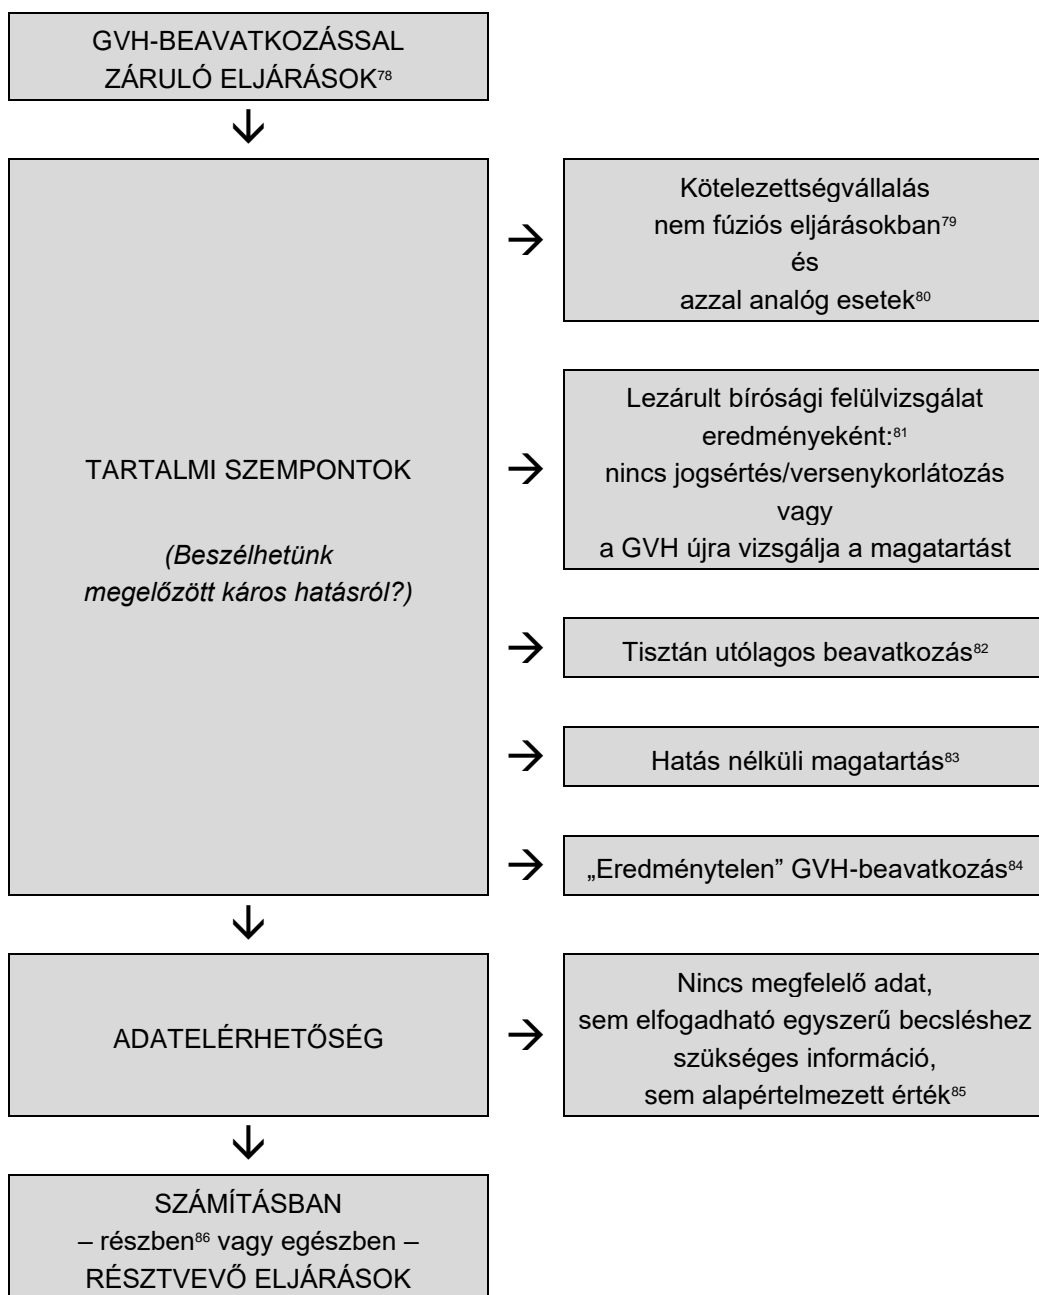 GVH-BEAVATKOZÁSSAL
ZÁRULÓ ELJÁRÁSOK⁷⁸
TARTALMI SZEMPONTOK
(Beszélhetünk
megelőzött káros hatásról?)
Kötelezettségvállalás
nem fúziós eljárásokban⁷⁹
és
azzal analóg esetek⁸⁰
Lezárult bírósági felülvizsgálat
eredményeként:⁸¹
nincs jogsértés/versenykorlátozás
vagy
a GVH újra vizsgálja a magatartást
Tisztán utólagos beavatkozás⁸²
Hatás nélküli magatartás⁸³
„Eredménytelen” GVH-beavatkozás⁸⁴
ADATELÉRHETŐSÉG
Nincs megfelelő adat,
sem elfogadható egyszerű becsléshez
szükséges információ,
sem alapértelmezett érték⁸⁵
SZÁMÍTÁSBAN
– részben⁸⁶ vagy egészben –
RÉSZTVEVŐ ELJÁRÁSOK